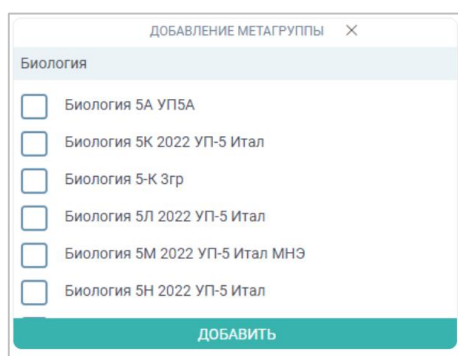 ДОБАВЛЕНИЕ МЕТАГРУППЫ ×
Биология
Биология 5А УП5А
Биология 5К 2022 УП-5 Итал
Биология 5-К 3гр
Биология 5Л 2022 УП-5 Итал
Биология 5М 2022 УП-5 Итал МНЭ
Биология 5Н 2022 УП-5 Итал
ДОБАВИТЬ